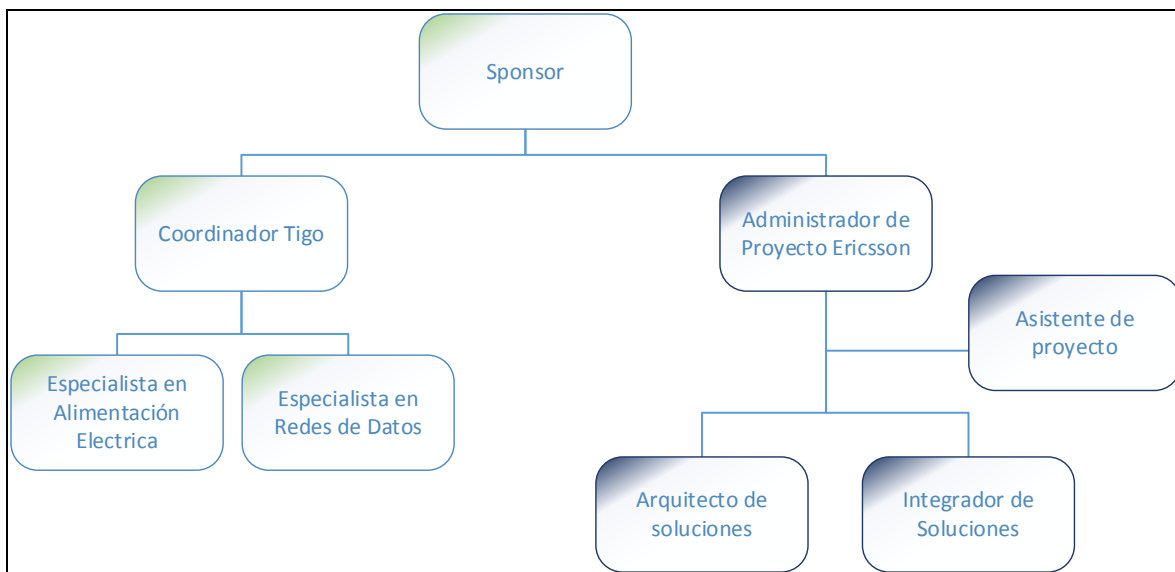 Sponsor
Coordinador Tigo
Administrador de
Proyecto Ericsson
Asistente de
proyecto
Especialista en
Alimentación
Electrica
Especialista en
Redes de Datos
Arquitecto de
soluciones
Integrador de
Soluciones